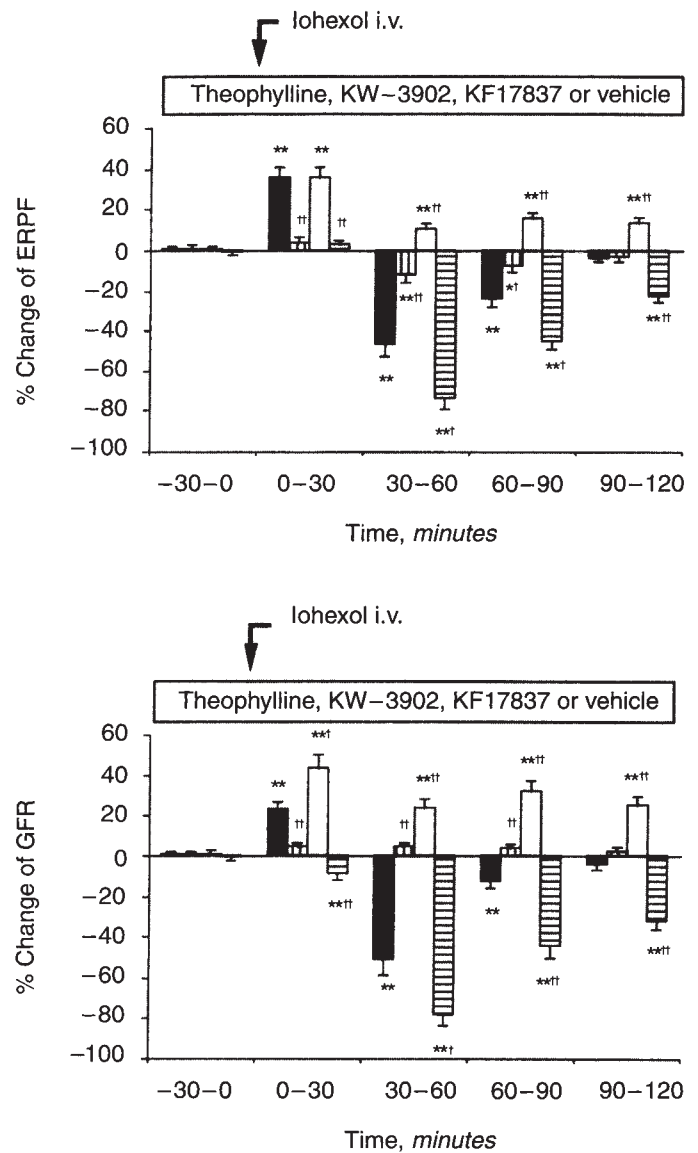 Iohexol i.v.
Theophylline, KW-3902, KF17837 or vehicle
60
40
20
0
-20
-40
-60
-80
-100
% Change of ERPF
** ** †† †† **†† **†† **†† **†† *† ** **†† ** **† **†
-30-0 0-30 30-60 60-90 90-120
Time, minutes
Iohexol i.v.
Theophylline, KW-3902, KF17837 or vehicle
60
40
20
0
-20
-40
-60
-80
-100
% Change of GFR
**† ** **†† **†† **†† †† †† †† **†† ** **†† **†† ** **†
-30-0 0-30 30-60 60-90 90-120
Time, minutes